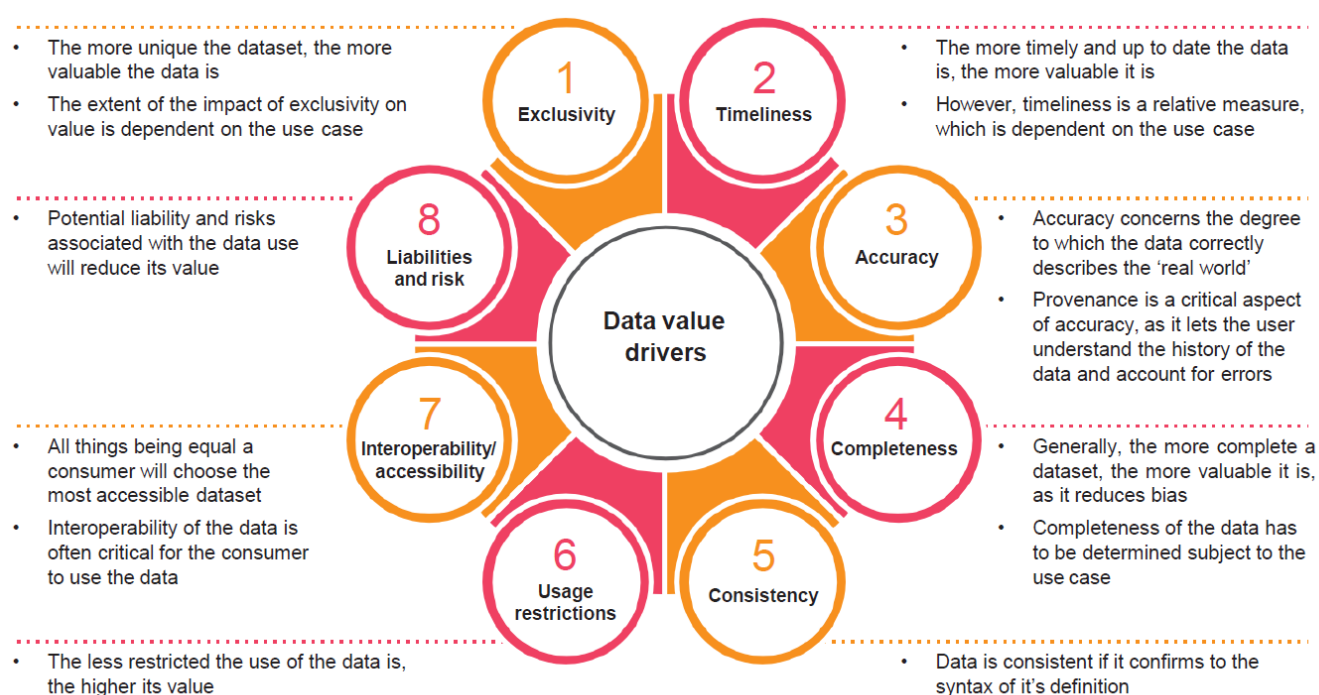 • The more unique the dataset, the more
valuable the data is
• The extent of the impact of exclusivity on
value is dependent on the use case
1
Exclusivity
2
Timeliness
• The more timely and up to date the data
is, the more valuable it is
• However, timeliness is a relative measure,
which is dependent on the use case
• Potential liability and risks
associated with the data use
will reduce its value
8
Liabilities
and risk
3
Accuracy
• Accuracy concerns the degree
to which the data correctly
describes the ‘real world’
• Provenance is a critical aspect
of accuracy, as it lets the user
understand the history of the
data and account for errors
Data value
drivers
• All things being equal a
consumer will choose the
most accessible dataset
• Interoperability of the data is
often critical for the consumer
to use the data
7
Interoperability/
accessibility
4
Completeness
• Generally, the more complete a
dataset, the more valuable it is,
as it reduces bias
• Completeness of the data has
to be determined subject to the
use case
6
Usage
restrictions
5
Consistency
• The less restricted the use of the data is,
the higher its value
• Data is consistent if it confirms to the
syntax of it’s definition